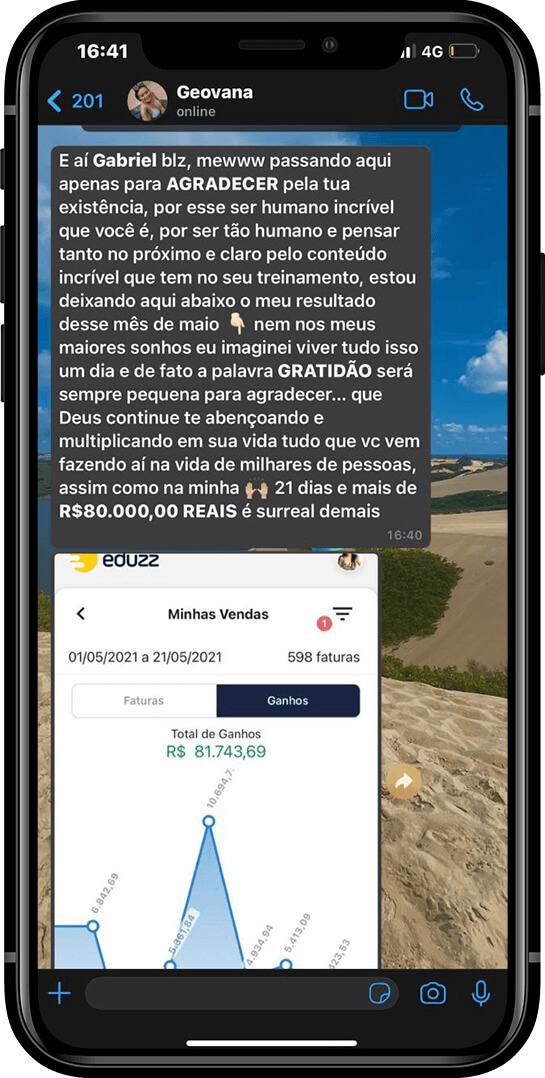 16:41
4G
201
Geovana
online
E aí Gabriel blz, mewww passando aqui
apenas para AGRADECER pela tua
existência, por esse ser humano incrível
que você é, por ser tão humano e pensar
tanto no próximo e claro pelo conteúdo
incrível que tem no seu treinamento, estou
deixando aqui abaixo o meu resultado
desse mês de maio 👇🏻 nem nos meus
maiores sonhos eu imaginei viver tudo isso
um dia e de fato a palavra GRATIDÃO será
sempre pequena para agradecer... que
Deus continue te abençoando e
multiplicando em sua vida tudo que vc vem
fazendo aí na vida de milhares de pessoas,
assim como na minha 🙌🏼 21 dias e mais de
R$80.000,00 REAIS é surreal demais
16:40
eduzz
Minhas Vendas
1
01/05/2021 a 21/05/2021 598 faturas
Faturas Ganhos
Total de Ganhos
R$ 81.743,69
6.842,69
5.361,84
4.934,94
5.413,09